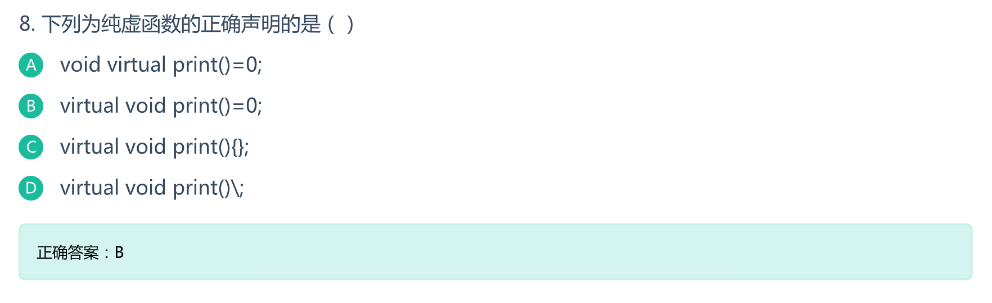 8. 下列为纯虚函数的正确声明的是（ ）
A void virtual print()=0;
B virtual void print()=0;
C virtual void print(){};
D virtual void print()\;
正确答案：B